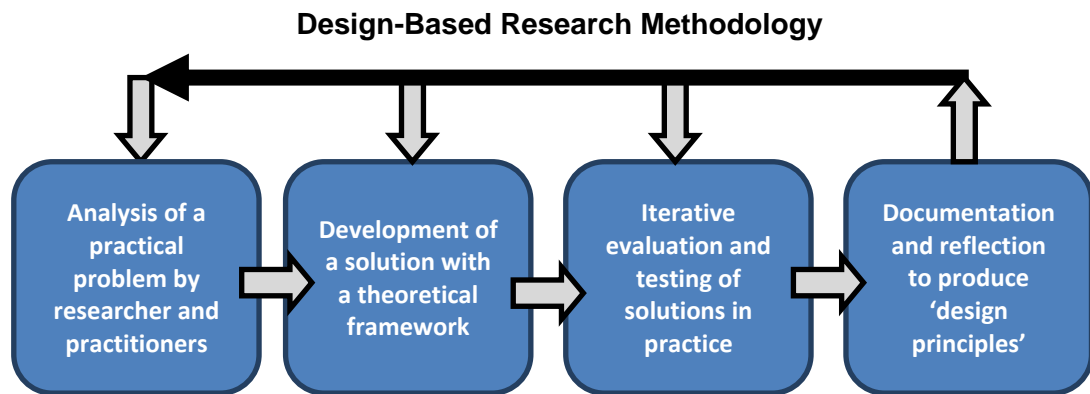 Design-Based Research Methodology
Analysis of a
practical
problem by
researcher and
practitioners
Development of
a solution with
a theoretical
framework
Iterative
evaluation and
testing of
solutions in
practice
Documentation
and reflection
to produce
‘design
principles’